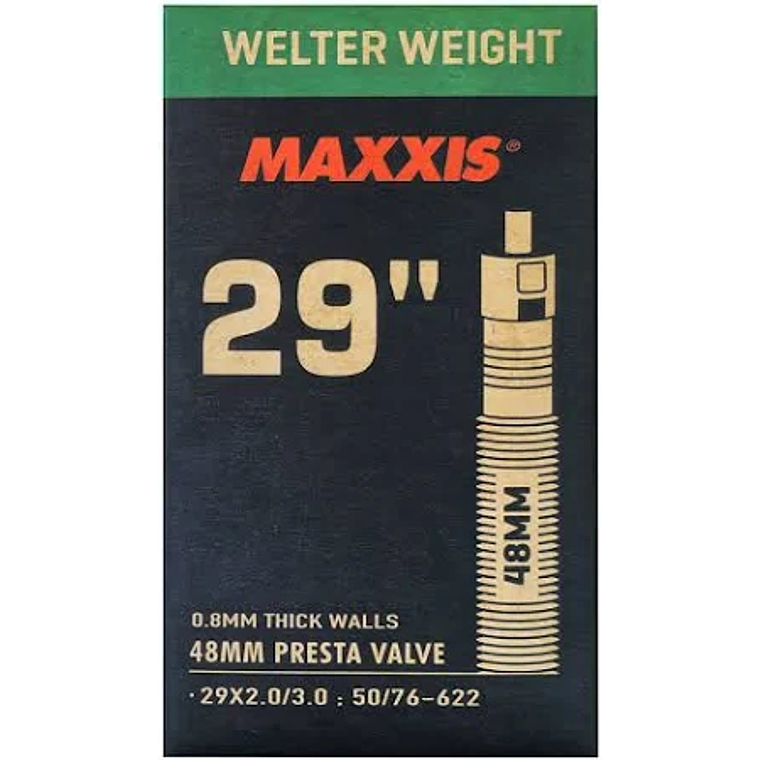 WELTER WEIGHT
MAXXIS®
29"
48MM
0.8MM THICK WALLS
48MM PRESTA VALVE
·29X2.0/3.0 ; 50/76-622